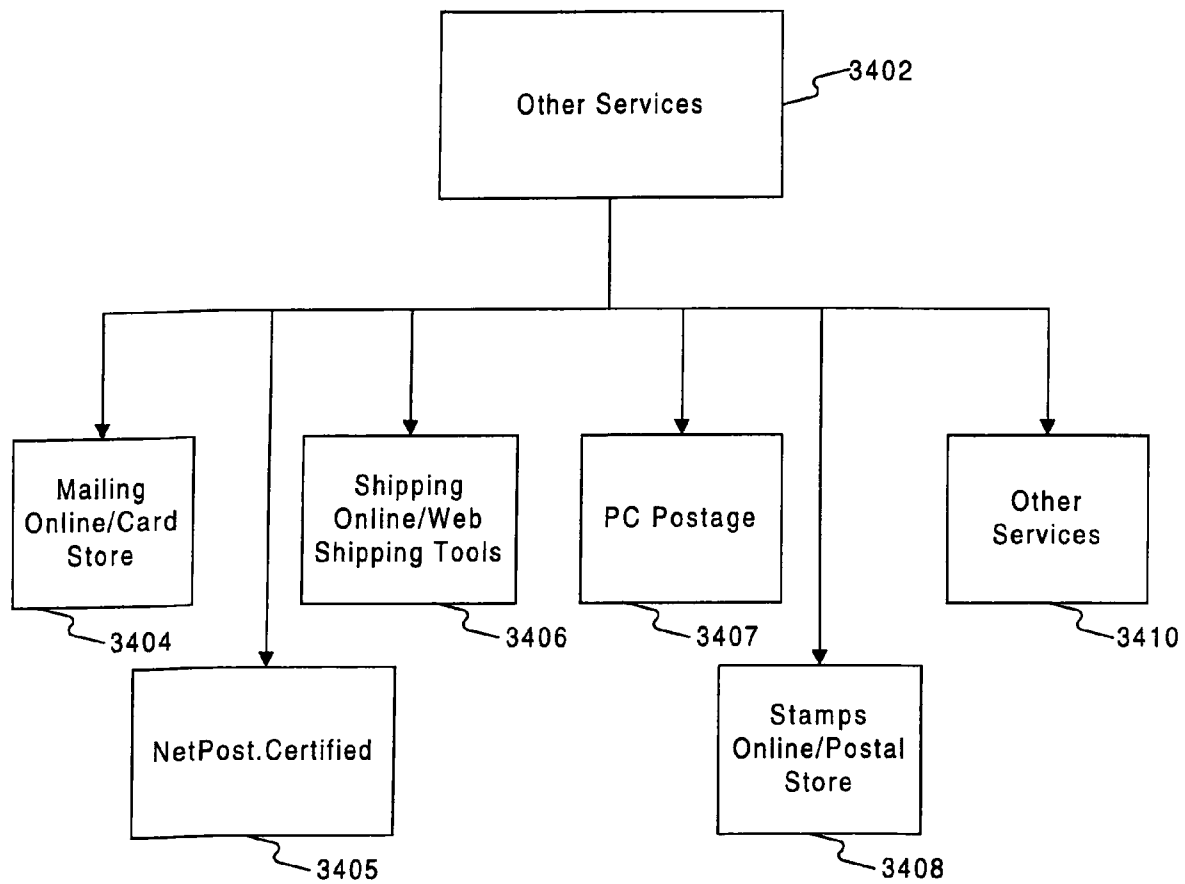 Other Services
3402
Mailing
Online/Card
Store
3404
Shipping
Online/Web
Shipping Tools
3406
PC Postage
3407
Other
Services
3410
NetPost.Certified
3405
Stamps
Online/Postal
Store
3408